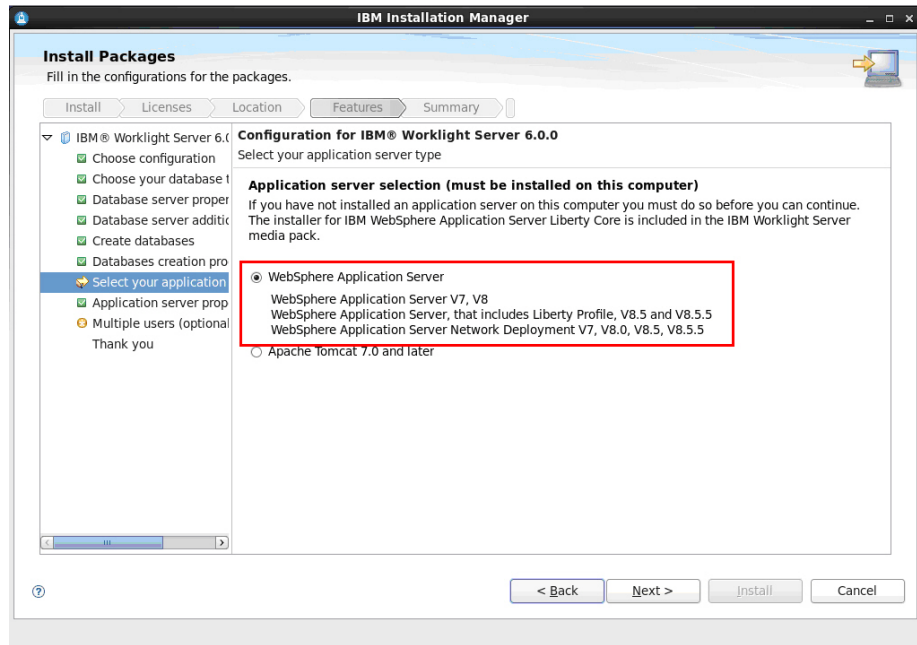 IBM Installation Manager
Install Packages
Fill in the configurations for the packages.
Install
Licenses
Location
Features
Summary
IBM® Worklight Server 6.(
Choose configuration
Choose your database t
Database server proper
Database server additic
Create databases
Databases creation pro
Select your application
Application server prop
Multiple users (optional
Thank you
Configuration for IBM® Worklight Server 6.0.0
Select your application server type
Application server selection (must be installed on this computer)
If you have not installed an application server on this computer you must do so before you can continue.
The installer for IBM WebSphere Application Server Liberty Core is included in the IBM Worklight Server
media pack.
WebSphere Application Server
WebSphere Application Server V7, V8
WebSphere Application Server, that includes Liberty Profile, V8.5 and V8.5.5
WebSphere Application Server Network Deployment V7, V8.0, V8.5, V8.5.5
Apache Tomcat 7.0 and later
?
< Back
Next >
Install
Cancel